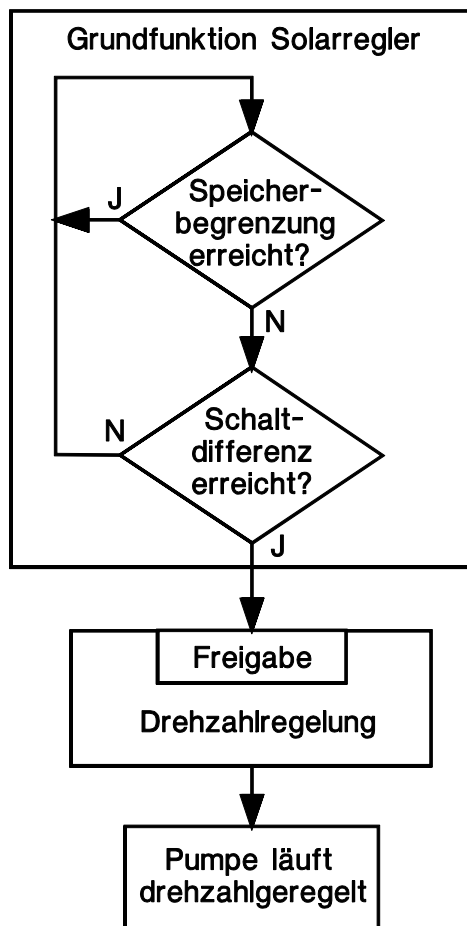 Grundfunktion Solarregler
J
Speicher-
begrenzung
erreicht?
N
N
Schalt-
differenz
erreicht?
J
Freigabe
Drehzahlregelung
Pumpe läuft
drehzahlgeregelt